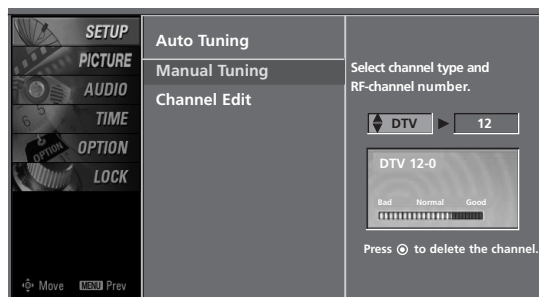 SETUP
PICTURE
AUDIO
TIME
OPTION
LOCK
Move MENU Prev
Auto Tuning
Manual Tuning
Channel Edit
Select channel type and
RF-channel number.
DTV 12
DTV 12-0
Bad Normal Good
Press to delete the channel.